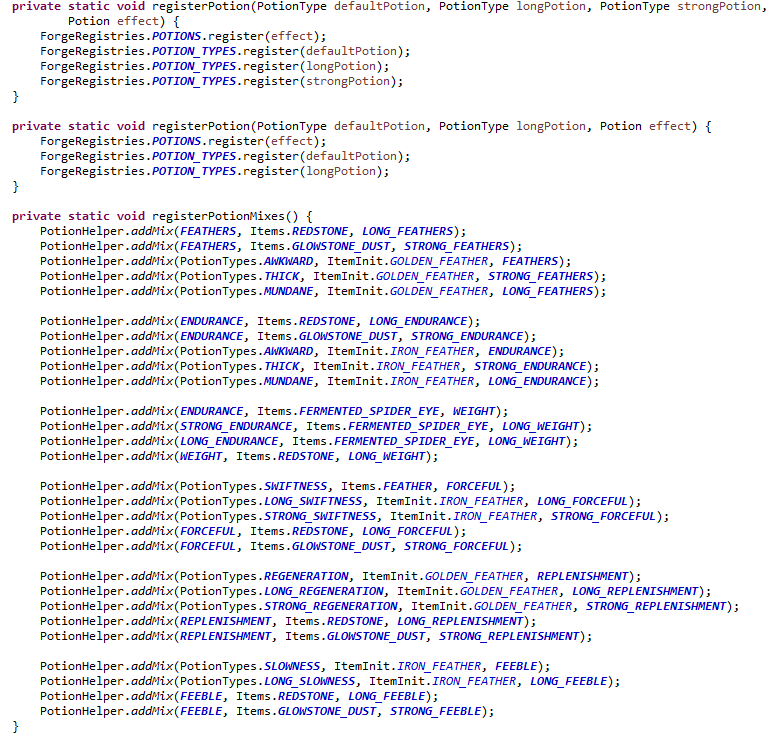 private static void registerPotion(PotionType defaultPotion, PotionType longPotion, PotionType strongPotion,
        Potion effect) {
    ForgeRegistries.POTIONS.register(effect);
    ForgeRegistries.POTION_TYPES.register(defaultPotion);
    ForgeRegistries.POTION_TYPES.register(longPotion);
    ForgeRegistries.POTION_TYPES.register(strongPotion);
}

private static void registerPotion(PotionType defaultPotion, PotionType longPotion, Potion effect) {
    ForgeRegistries.POTIONS.register(effect);
    ForgeRegistries.POTION_TYPES.register(defaultPotion);
    ForgeRegistries.POTION_TYPES.register(longPotion);
}

private static void registerPotionMixes() {
    PotionHelper.addMix(FEATHERS, Items.REDSTONE, LONG_FEATHERS);
    PotionHelper.addMix(FEATHERS, Items.GLOWSTONE_DUST, STRONG_FEATHERS);
    PotionHelper.addMix(PotionTypes.AWKWARD, ItemInit.GOLDEN_FEATHER, FEATHERS);
    PotionHelper.addMix(PotionTypes.THICK, ItemInit.GOLDEN_FEATHER, STRONG_FEATHERS);
    PotionHelper.addMix(PotionTypes.MUNDANE, ItemInit.GOLDEN_FEATHER, LONG_FEATHERS);

    PotionHelper.addMix(ENDURANCE, Items.REDSTONE, LONG_ENDURANCE);
    PotionHelper.addMix(ENDURANCE, Items.GLOWSTONE_DUST, STRONG_ENDURANCE);
    PotionHelper.addMix(PotionTypes.AWKWARD, ItemInit.IRON_FEATHER, ENDURANCE);
    PotionHelper.addMix(PotionTypes.THICK, ItemInit.IRON_FEATHER, STRONG_ENDURANCE);
    PotionHelper.addMix(PotionTypes.MUNDANE, ItemInit.IRON_FEATHER, LONG_ENDURANCE);

    PotionHelper.addMix(ENDURANCE, Items.FERMENTED_SPIDER_EYE, WEIGHT);
    PotionHelper.addMix(STRONG_ENDURANCE, Items.FERMENTED_SPIDER_EYE, LONG_WEIGHT);
    PotionHelper.addMix(LONG_ENDURANCE, Items.FERMENTED_SPIDER_EYE, LONG_WEIGHT);
    PotionHelper.addMix(WEIGHT, Items.REDSTONE, LONG_WEIGHT);

    PotionHelper.addMix(PotionTypes.SWIFTNESS, Items.FEATHER, FORCEFUL);
    PotionHelper.addMix(PotionTypes.LONG_SWIFTNESS, ItemInit.IRON_FEATHER, LONG_FORCEFUL);
    PotionHelper.addMix(PotionTypes.STRONG_SWIFTNESS, ItemInit.IRON_FEATHER, STRONG_FORCEFUL);
    PotionHelper.addMix(FORCEFUL, Items.REDSTONE, LONG_FORCEFUL);
    PotionHelper.addMix(FORCEFUL, Items.GLOWSTONE_DUST, STRONG_FORCEFUL);

    PotionHelper.addMix(PotionTypes.REGENERATION, ItemInit.GOLDEN_FEATHER, REPLENISHMENT);
    PotionHelper.addMix(PotionTypes.LONG_REGENERATION, ItemInit.GOLDEN_FEATHER, LONG_REPLENISHMENT);
    PotionHelper.addMix(PotionTypes.STRONG_REGENERATION, ItemInit.GOLDEN_FEATHER, STRONG_REPLENISHMENT);
    PotionHelper.addMix(REPLENISHMENT, Items.REDSTONE, LONG_REPLENISHMENT);
    PotionHelper.addMix(REPLENISHMENT, Items.GLOWSTONE_DUST, STRONG_REPLENISHMENT);

    PotionHelper.addMix(PotionTypes.SLOWNESS, ItemInit.IRON_FEATHER, FEEBLE);
    PotionHelper.addMix(PotionTypes.LONG_SLOWNESS, ItemInit.IRON_FEATHER, LONG_FEEBLE);
    PotionHelper.addMix(FEEBLE, Items.REDSTONE, LONG_FEEBLE);
    PotionHelper.addMix(FEEBLE, Items.GLOWSTONE_DUST, STRONG_FEEBLE);
}